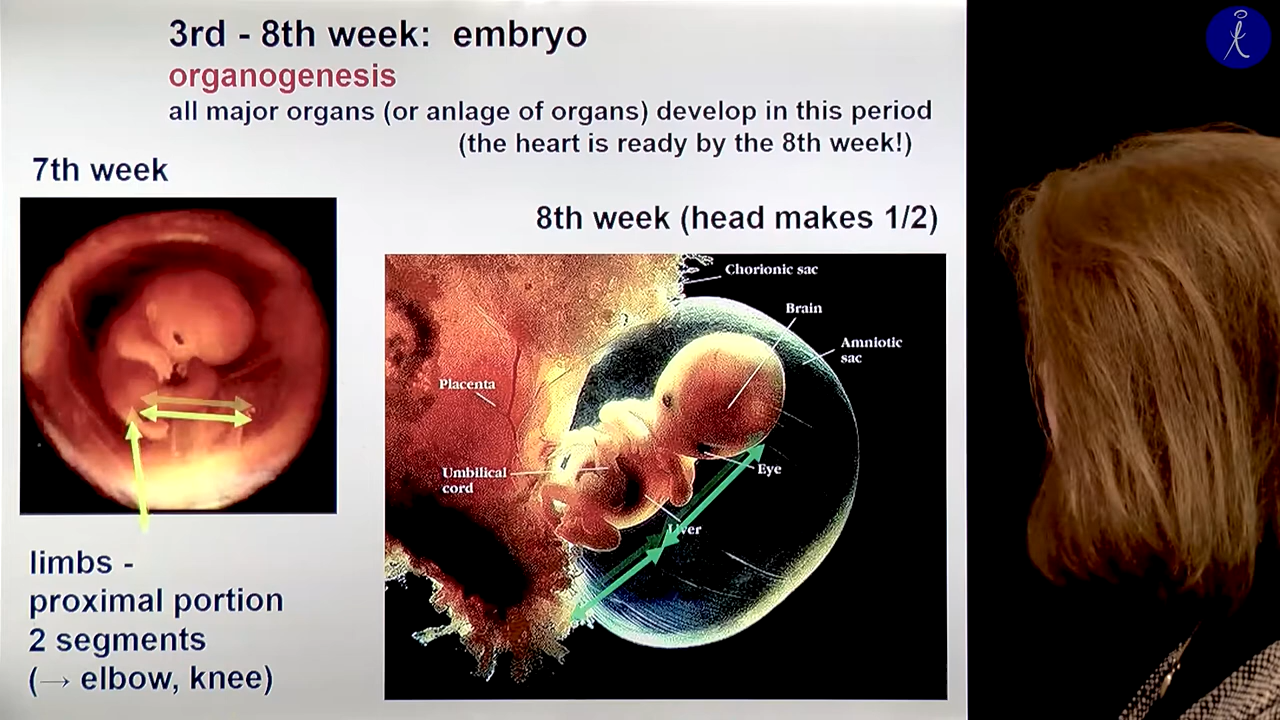 3rd - 8th week: embryo
organogenesis
all major organs (or anlage of organs) develop in this period
(the heart is ready by the 8th week!)
7th week
8th week (head makes 1/2)
Chorionic sac
Brain
Amniotic
sac
Placenta
Umbilical
cord
Eye
Liver
limbs -
proximal portion
2 segments
(→ elbow, knee)